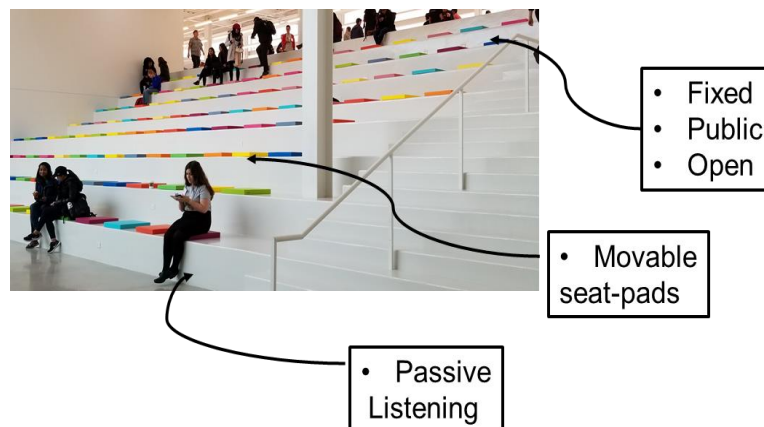 • Fixed
• Public
• Open
• Movable
seat-pads
• Passive
Listening